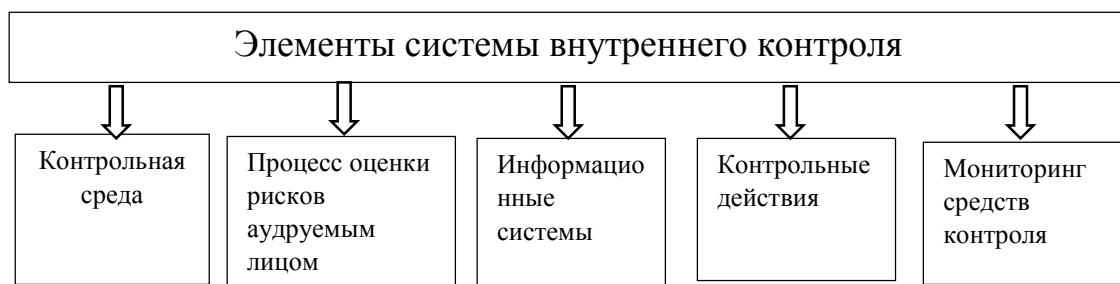 Элементы системы внутреннего контроля
Контрольная
среда
Процесс оценки
рисков
аудруемым
лицом
Информацио
нные
системы
Контрольные
действия
Мониторинг
средств
контроля